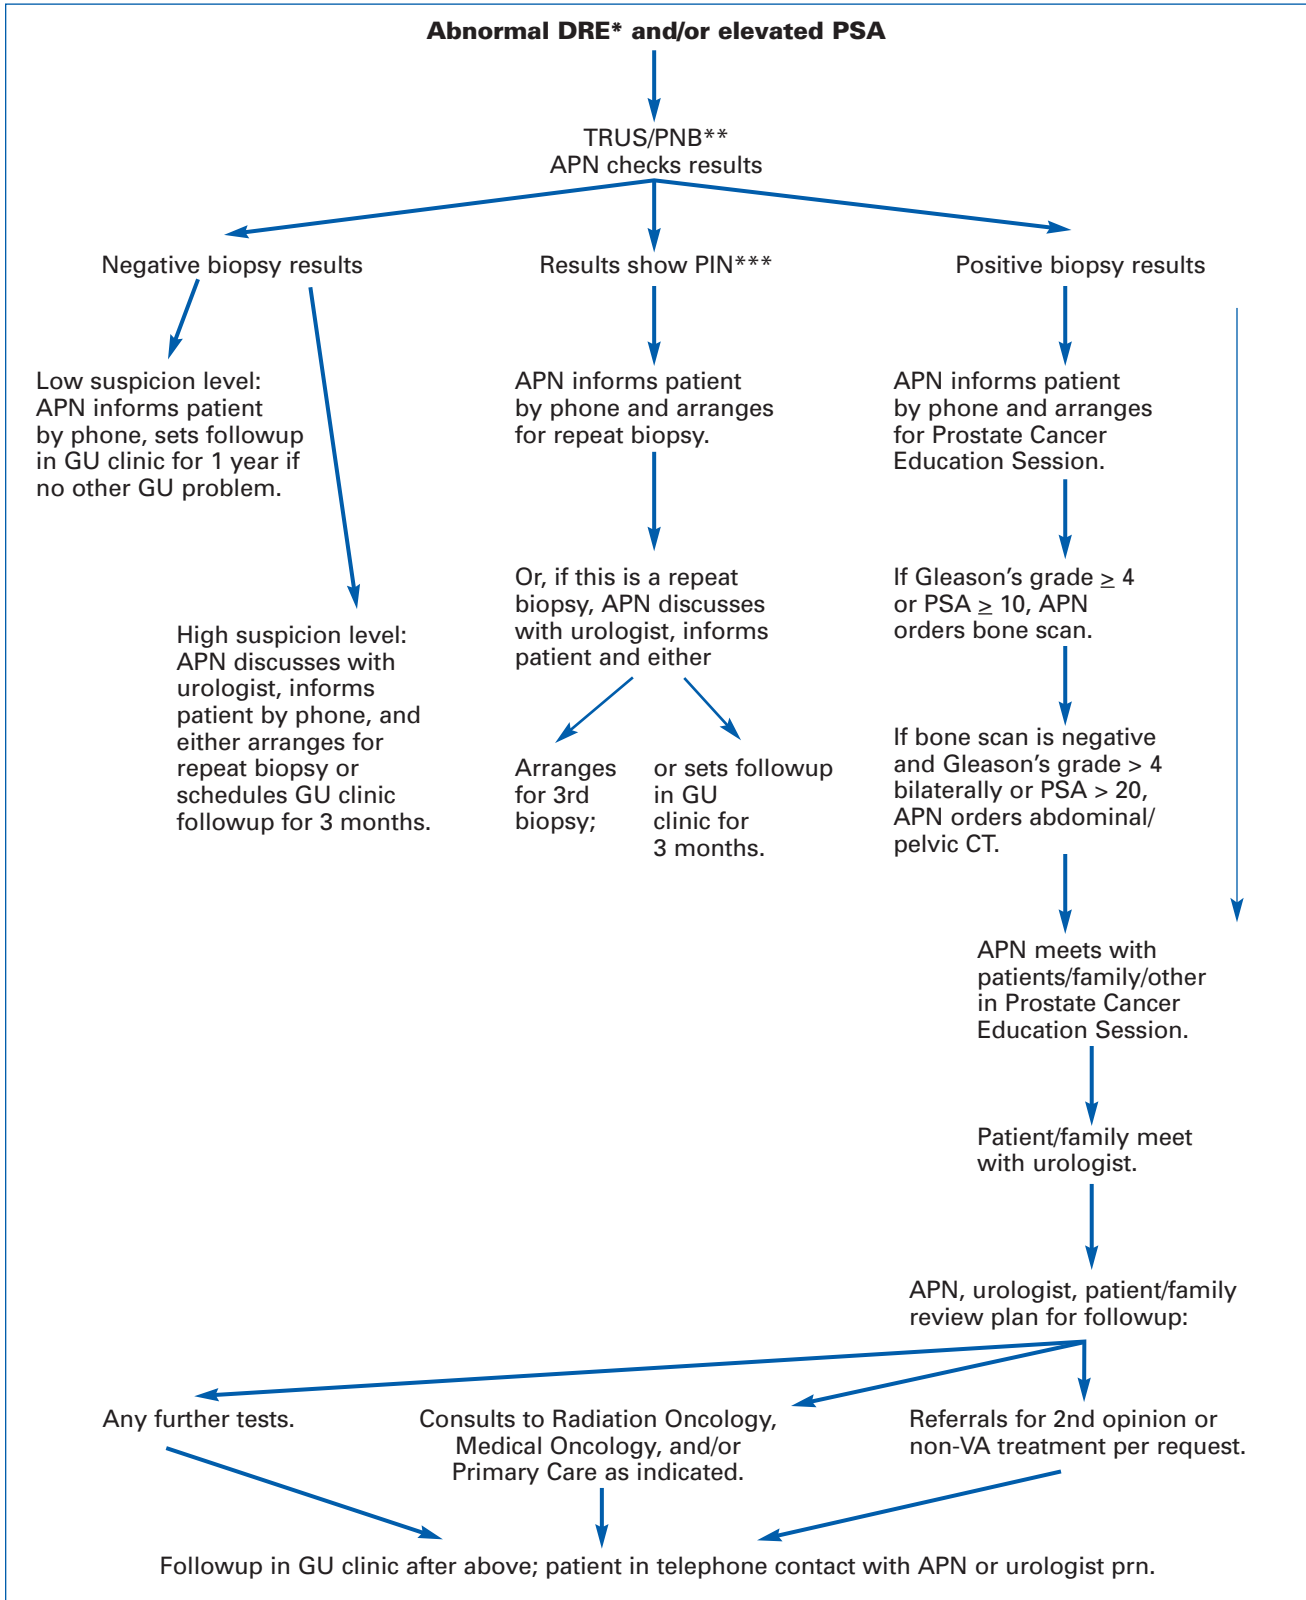 Abnormal DRE* and/or elevated PSA
TRUS/PNB**
APN checks results
Negative biopsy results
Results show PIN***
Positive biopsy results
Low suspicion level:
APN informs patient
by phone, sets followup
in GU clinic for 1 year if
no other GU problem.
High suspicion level:
APN discusses with
urologist, informs
patient by phone, and
either arranges for
repeat biopsy or
schedules GU clinic
followup for 3 months.
APN informs patient
by phone and arranges
for repeat biopsy.
Or, if this is a repeat
biopsy, APN discusses
with urologist, informs
patient and either
Arranges
for 3rd
biopsy;
or sets followup
in GU
clinic for
3 months.
APN informs patient
by phone and arranges
for Prostate Cancer
Education Session.
If Gleason's grade ≥ 4
or PSA ≥ 10, APN
orders bone scan.
If bone scan is negative
and Gleason's grade > 4
bilaterally or PSA > 20,
APN orders abdominal/
pelvic CT.
APN meets with
patients/family/other
in Prostate Cancer
Education Session.
Patient/family meet
with urologist.
APN, urologist, patient/family
review plan for followup:
Any further tests.
Consults to Radiation Oncology,
Medical Oncology, and/or
Primary Care as indicated.
Referrals for 2nd opinion or
non-VA treatment per request.
Followup in GU clinic after above; patient in telephone contact with APN or urologist prn.